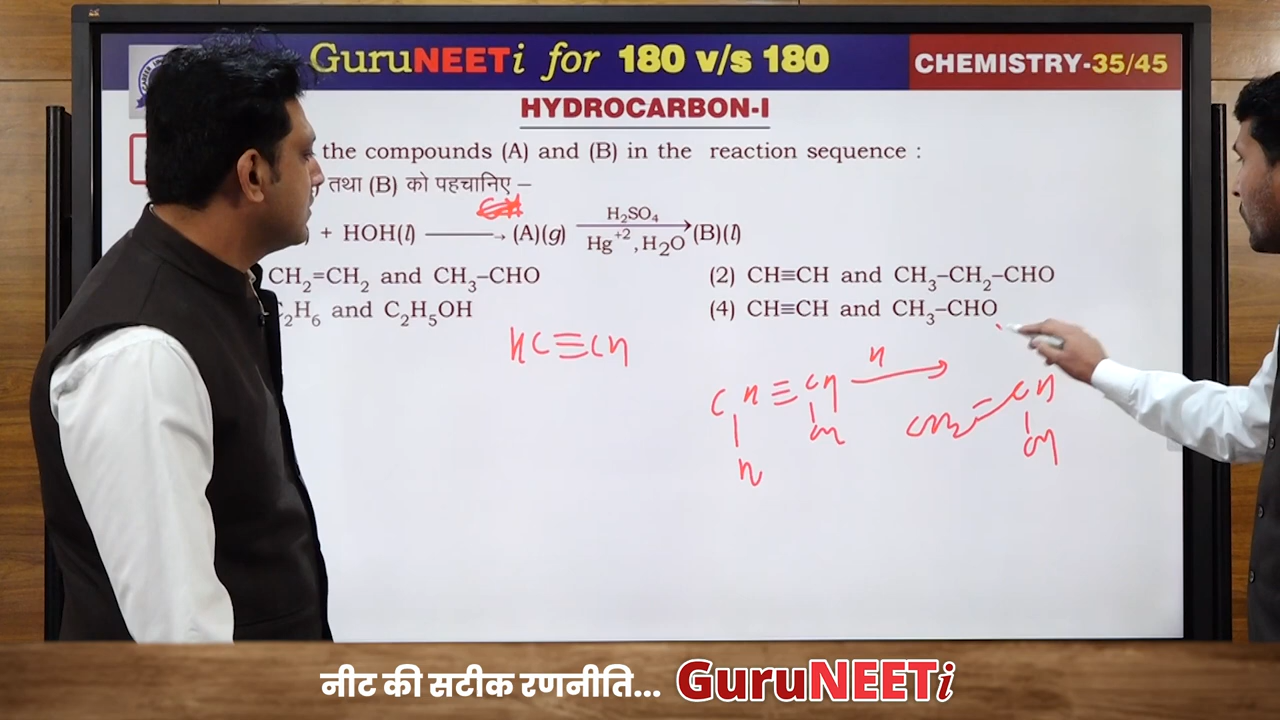 GuruNEETi for 180 v/s 180
CHEMISTRY-35/45
HYDROCARBON-I
the compounds (A) and (B) in the reaction sequence :
तथा (B) को पहचानिए –
+ HOH(l) ⟶ (A)(g) H₂SO₄ / Hg⁺², H₂O ⟶ (B)(l)
CH₂=CH₂ and CH₃–CHO
(2) CH≡CH and CH₃–CH₂–CHO
C₂H₆ and C₂H₅OH
(4) CH≡CH and CH₃–CHO
HC≡CH
नीट की सटीक रणनीति... GuruNEETi